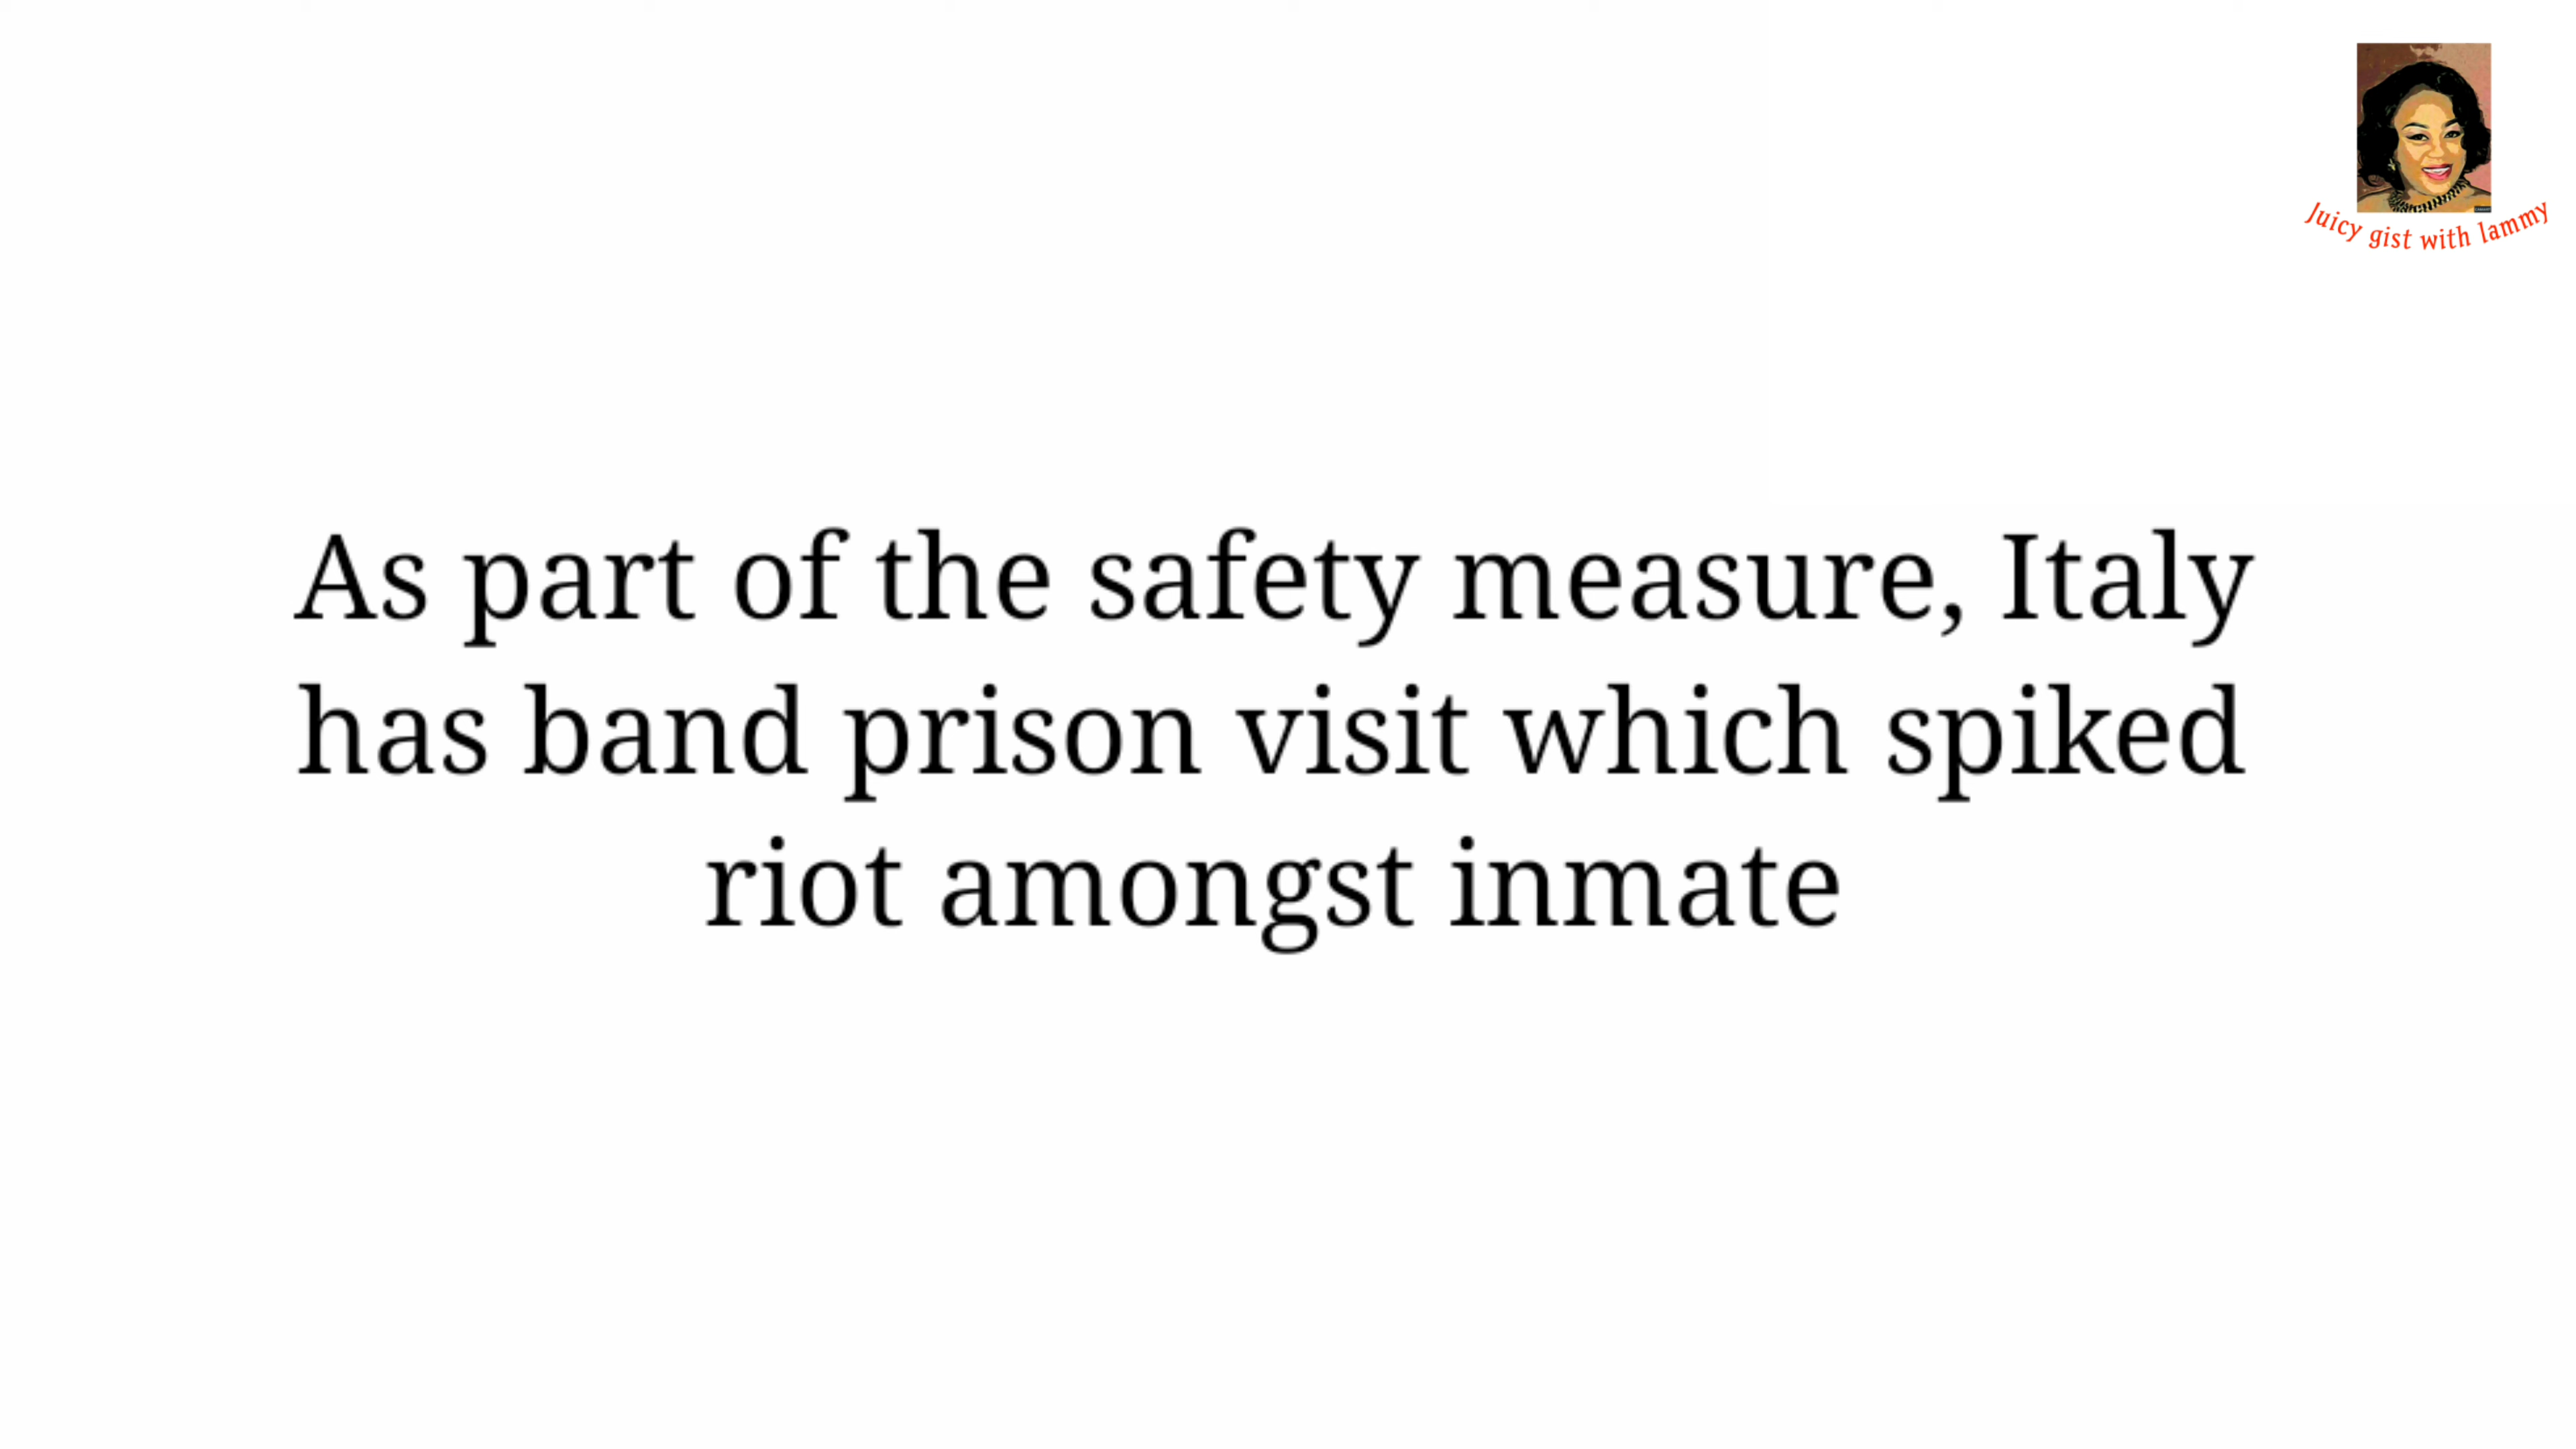 Juicy gist with lammy
As part of the safety measure, Italy
has band prison visit which spiked
riot amongst inmate